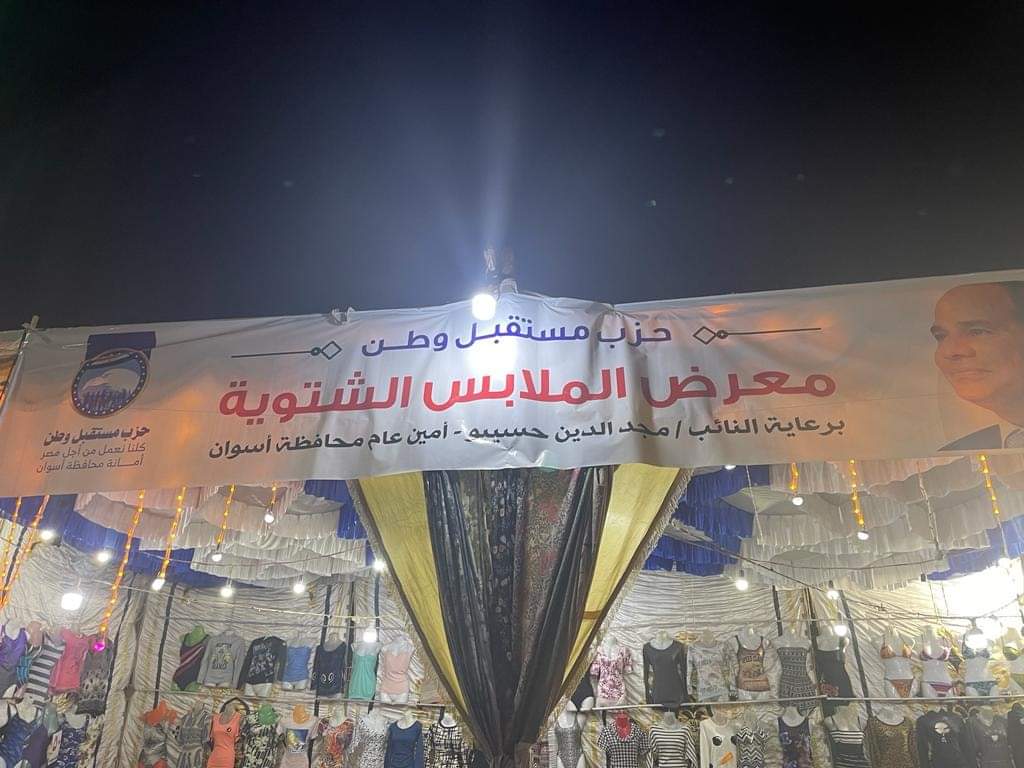 حزب مستقبل وطن
معرض الملابس الشتوية
برعاية النائب / مجد الدين حسيبو - أمين عام محافظة أسوان
حزب مستقبل وطن
كلنا نعمل من أجل مصر
أمانة محافظة أسوان